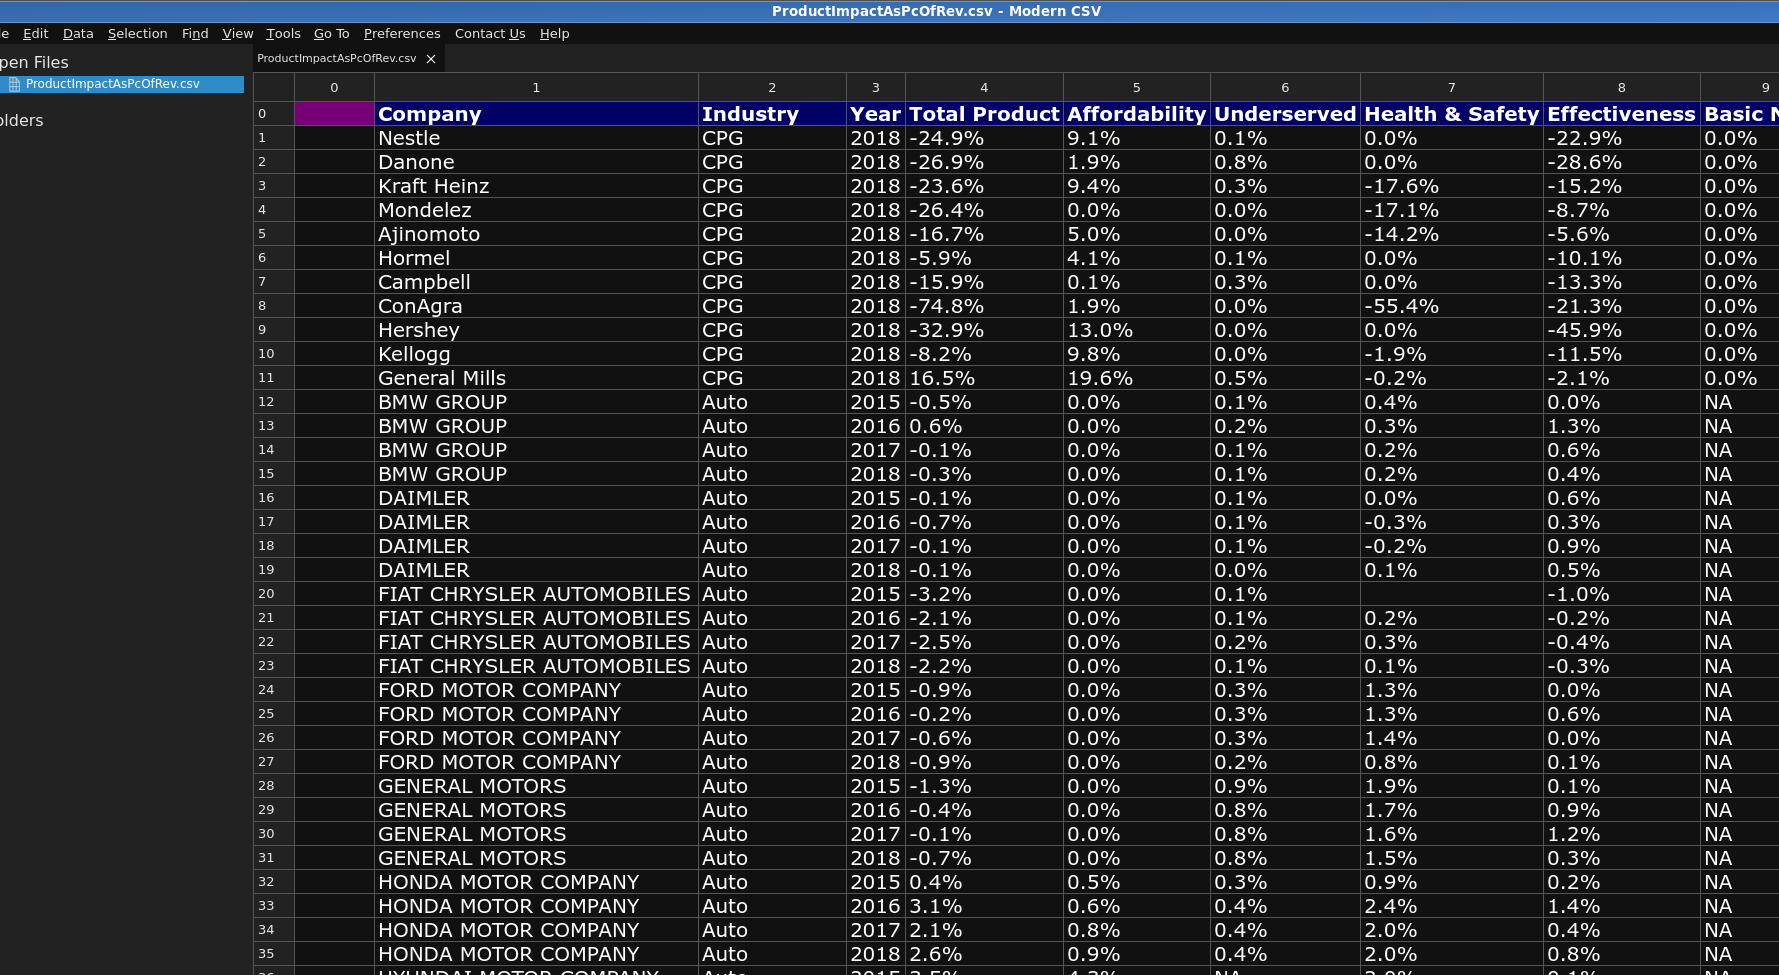 ProductImpactAsPcOfRev.csv - Modern CSV
le Edit Data Selection Find View Tools Go To Preferences Contact Us Help
pen Files
ProductImpactAsPcOfRev.csv
olders
ProductImpactAsPcOfRev.csv ×
0 1 2 3 4 5 6 7 8 9
0 Company Industry Year Total Product Affordability Underserved Health & Safety Effectiveness Basic N
1 Nestle CPG 2018 -24.9% 9.1% 0.1% 0.0% -22.9% 0.0%
2 Danone CPG 2018 -26.9% 1.9% 0.8% 0.0% -28.6% 0.0%
3 Kraft Heinz CPG 2018 -23.6% 9.4% 0.3% -17.6% -15.2% 0.0%
4 Mondelez CPG 2018 -26.4% 0.0% 0.0% -17.1% -8.7% 0.0%
5 Ajinomoto CPG 2018 -16.7% 5.0% 0.0% -14.2% -5.6% 0.0%
6 Hormel CPG 2018 -5.9% 4.1% 0.1% 0.0% -10.1% 0.0%
7 Campbell CPG 2018 -15.9% 0.1% 0.3% 0.0% -13.3% 0.0%
8 ConAgra CPG 2018 -74.8% 1.9% 0.0% -55.4% -21.3% 0.0%
9 Hershey CPG 2018 -32.9% 13.0% 0.0% 0.0% -45.9% 0.0%
10 Kellogg CPG 2018 -8.2% 9.8% 0.0% -1.9% -11.5% 0.0%
11 General Mills CPG 2018 16.5% 19.6% 0.5% -0.2% -2.1% 0.0%
12 BMW GROUP Auto 2015 -0.5% 0.0% 0.1% 0.4% 0.0% NA
13 BMW GROUP Auto 2016 0.6% 0.0% 0.2% 0.3% 1.3% NA
14 BMW GROUP Auto 2017 -0.1% 0.0% 0.1% 0.2% 0.6% NA
15 BMW GROUP Auto 2018 -0.3% 0.0% 0.1% 0.2% 0.4% NA
16 DAIMLER Auto 2015 -0.1% 0.0% 0.1% 0.0% 0.6% NA
17 DAIMLER Auto 2016 -0.7% 0.0% 0.1% -0.3% 0.3% NA
18 DAIMLER Auto 2017 -0.1% 0.0% 0.1% -0.2% 0.9% NA
19 DAIMLER Auto 2018 -0.1% 0.0% 0.0% 0.1% 0.5% NA
20 FIAT CHRYSLER AUTOMOBILES Auto 2015 -3.2% 0.0% 0.1% -1.0% NA
21 FIAT CHRYSLER AUTOMOBILES Auto 2016 -2.1% 0.0% 0.1% 0.2% -0.2% NA
22 FIAT CHRYSLER AUTOMOBILES Auto 2017 -2.5% 0.0% 0.2% 0.3% -0.4% NA
23 FIAT CHRYSLER AUTOMOBILES Auto 2018 -2.2% 0.0% 0.1% 0.1% -0.3% NA
24 FORD MOTOR COMPANY Auto 2015 -0.9% 0.0% 0.3% 1.3% 0.0% NA
25 FORD MOTOR COMPANY Auto 2016 -0.2% 0.0% 0.3% 1.3% 0.6% NA
26 FORD MOTOR COMPANY Auto 2017 -0.6% 0.0% 0.3% 1.4% 0.0% NA
27 FORD MOTOR COMPANY Auto 2018 -0.9% 0.0% 0.2% 0.8% 0.1% NA
28 GENERAL MOTORS Auto 2015 -1.3% 0.0% 0.9% 1.9% 0.1% NA
29 GENERAL MOTORS Auto 2016 -0.4% 0.0% 0.8% 1.7% 0.9% NA
30 GENERAL MOTORS Auto 2017 -0.1% 0.0% 0.8% 1.6% 1.2% NA
31 GENERAL MOTORS Auto 2018 -0.7% 0.0% 0.8% 1.5% 0.3% NA
32 HONDA MOTOR COMPANY Auto 2015 0.4% 0.5% 0.3% 0.9% 0.2% NA
33 HONDA MOTOR COMPANY Auto 2016 3.1% 0.6% 0.4% 2.4% 1.4% NA
34 HONDA MOTOR COMPANY Auto 2017 2.1% 0.8% 0.4% 2.0% 0.4% NA
35 HONDA MOTOR COMPANY Auto 2018 2.6% 0.9% 0.4% 2.0% 0.8% NA
HYUNDAI MOTOR COMPANY Auto 2015 NA NA